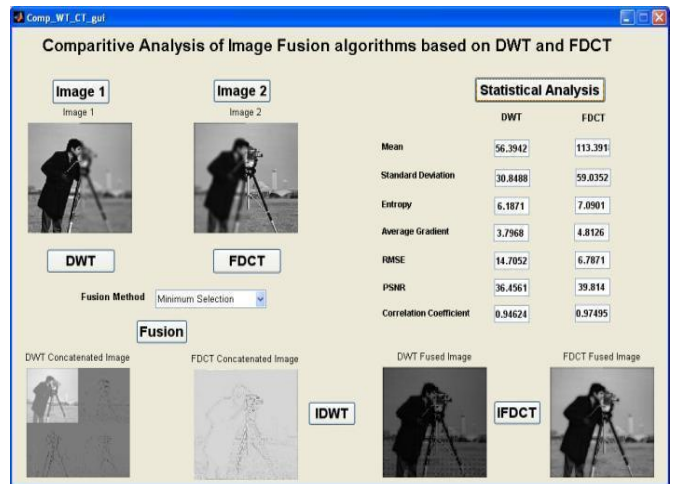 Comp_WT_CT_gui
Comparitive Analysis of Image Fusion algorithms based on DWT and FDCT
Image 1
Image 2
Statistical Analysis
Image 1
Image 2
DWT
FDCT
Mean
56.3942
113.391
Standard Deviation
30.8488
59.0352
Entropy
6.1871
7.0901
Average Gradient
3.7968
4.8126
DWT
FDCT
RMSE
14.7052
6.7871
PSNR
36.4561
39.814
Fusion Method
Minimum Selection
Correlation Coefficient
0.94624
0.97495
Fusion
DWT Concatenated Image
FDCT Concatenated Image
DWT Fused Image
FDCT Fused Image
IDWT
IFDCT